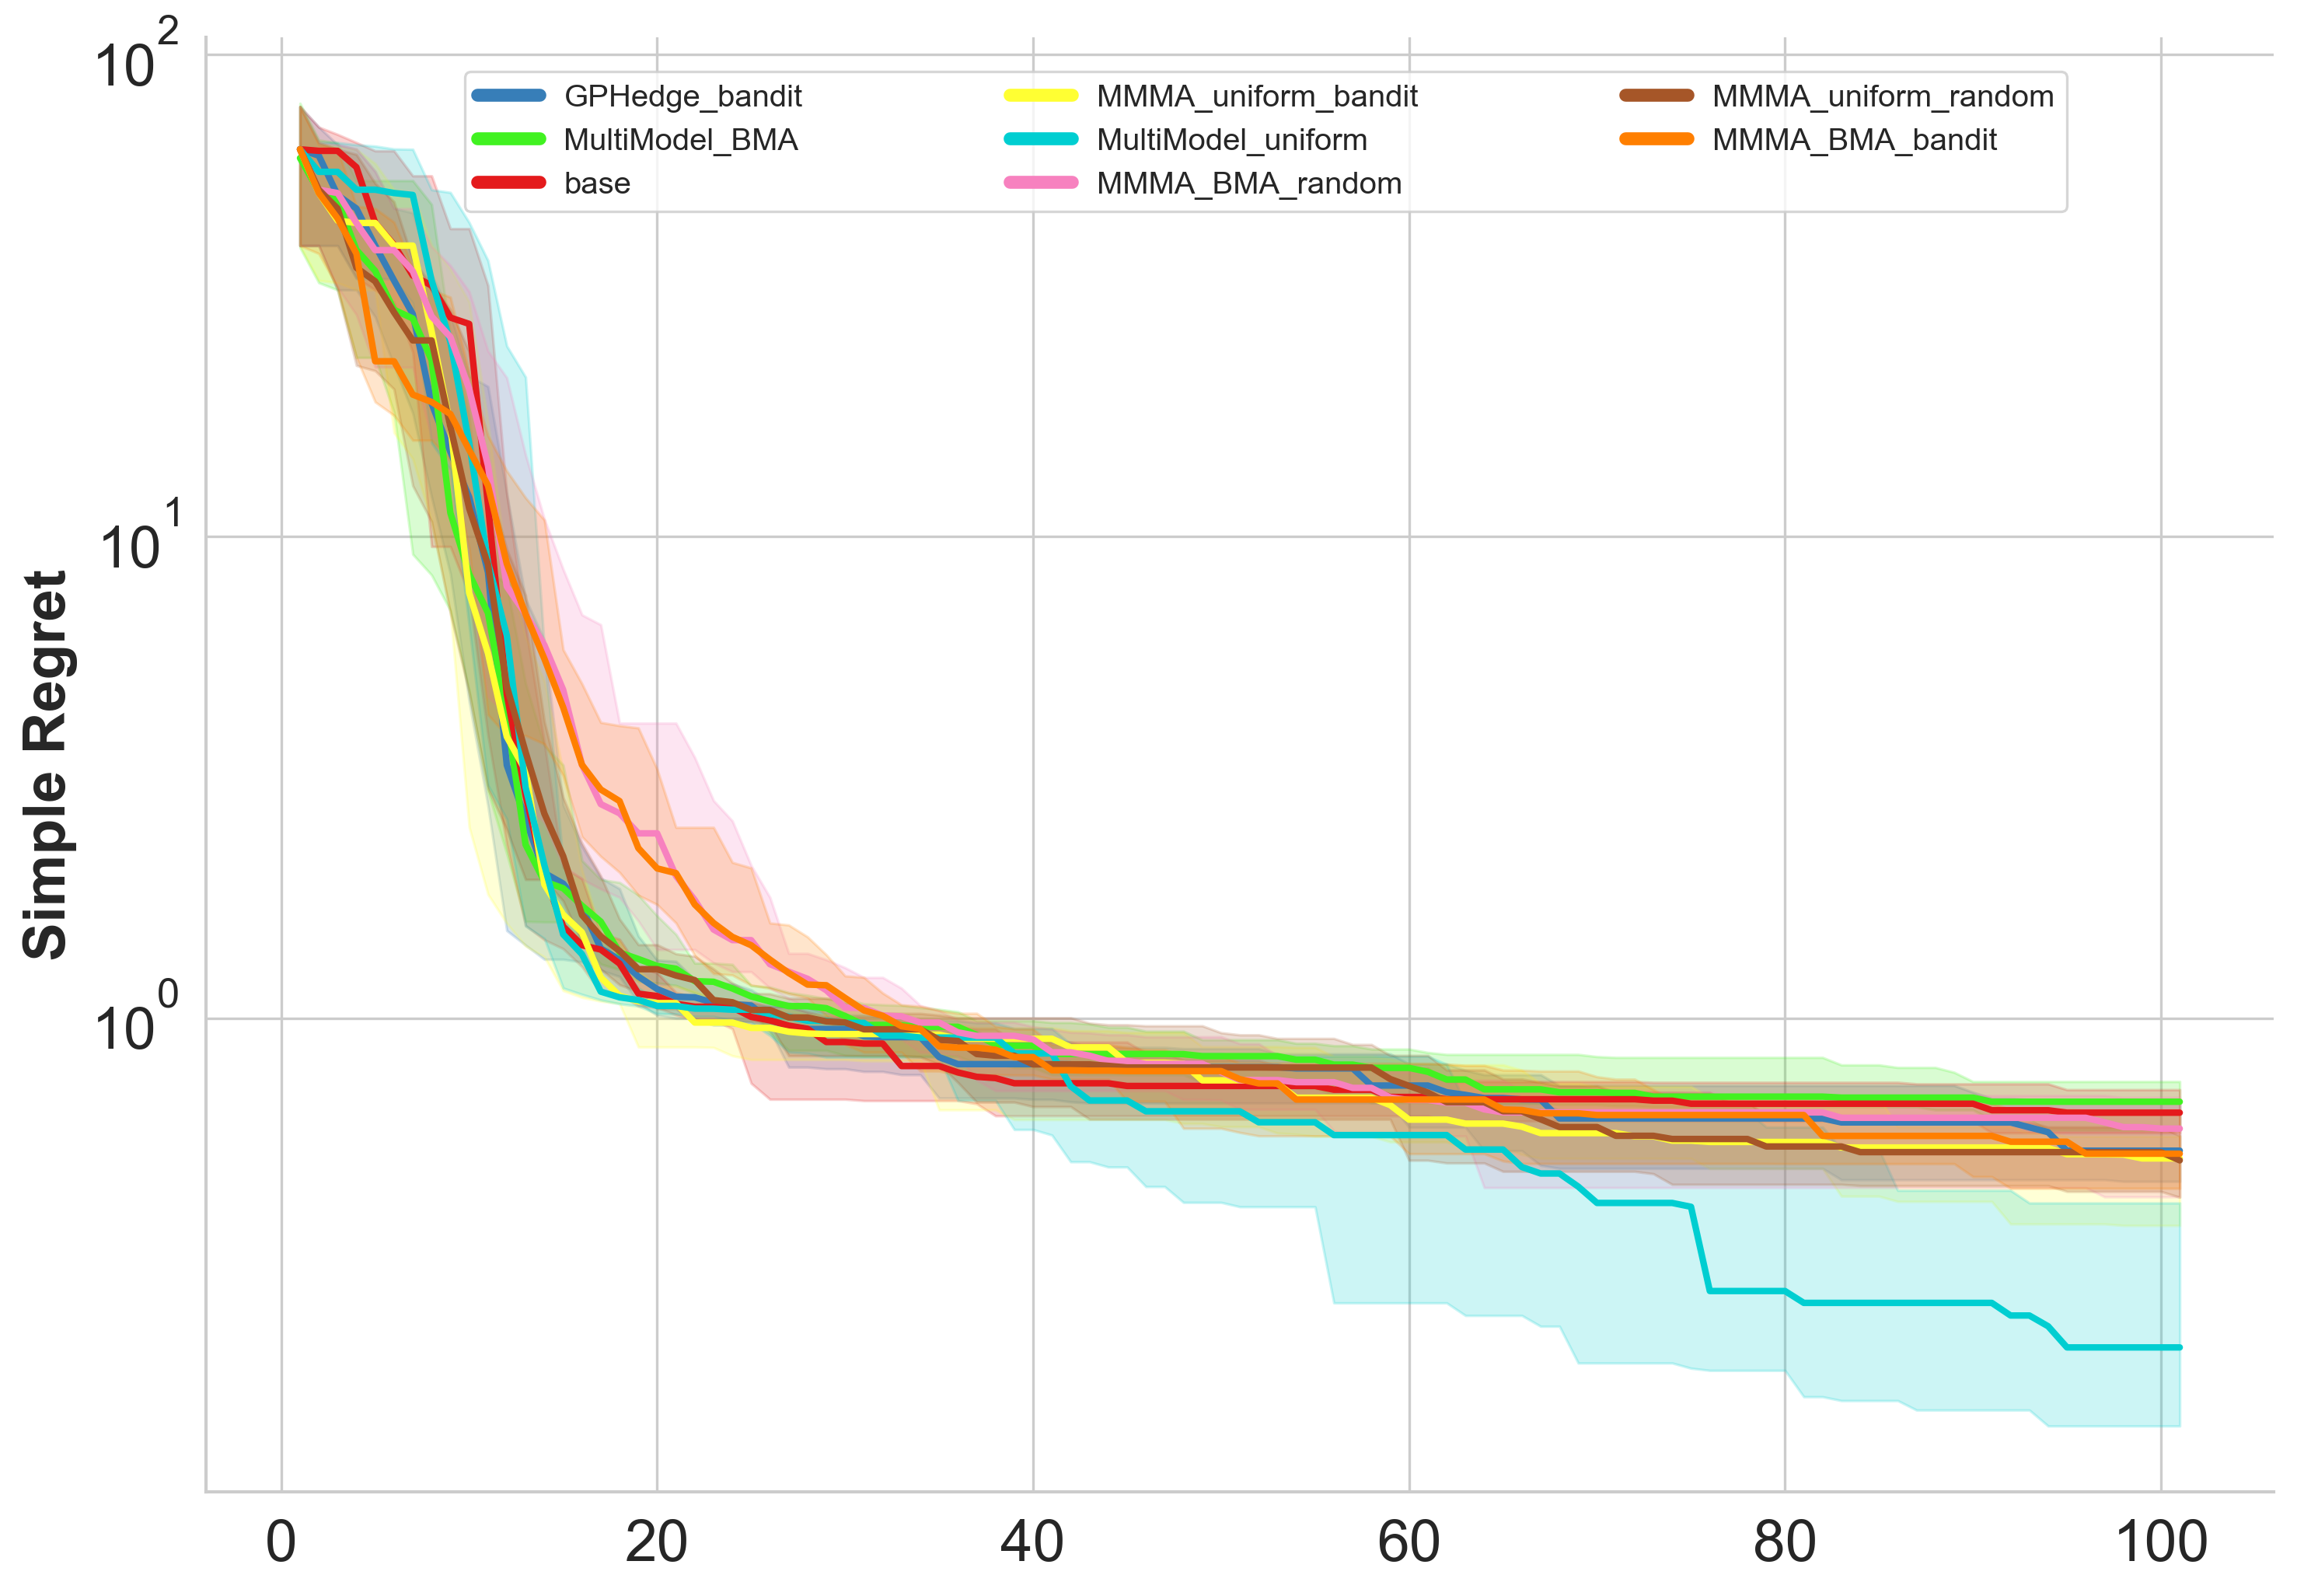 10^2
GPHedge_bandit
MultiModel_BMA
base
MMMA_uniform_bandit
MultiModel_uniform
MMMA_BMA_random
MMMA_uniform_random
MMMA_BMA_bandit
10^1
Simple Regret
10^0
0 20 40 60 80 100